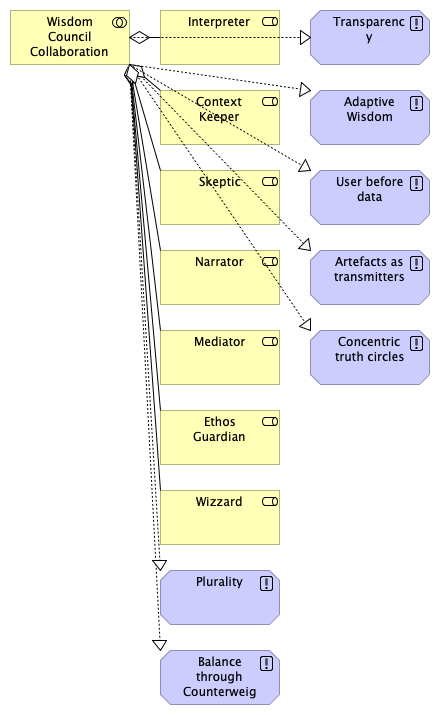 Wisdom
Council
Collaboration
Interpreter
Transparenc
y
Context
Keeper
Adaptive
Wisdom
Skeptic
User before
data
Narrator
Artefacts as
transmitters
Mediator
Concentric
truth circles
Ethos
Guardian
Wizzard
Plurality
Balance
through
Counterweig